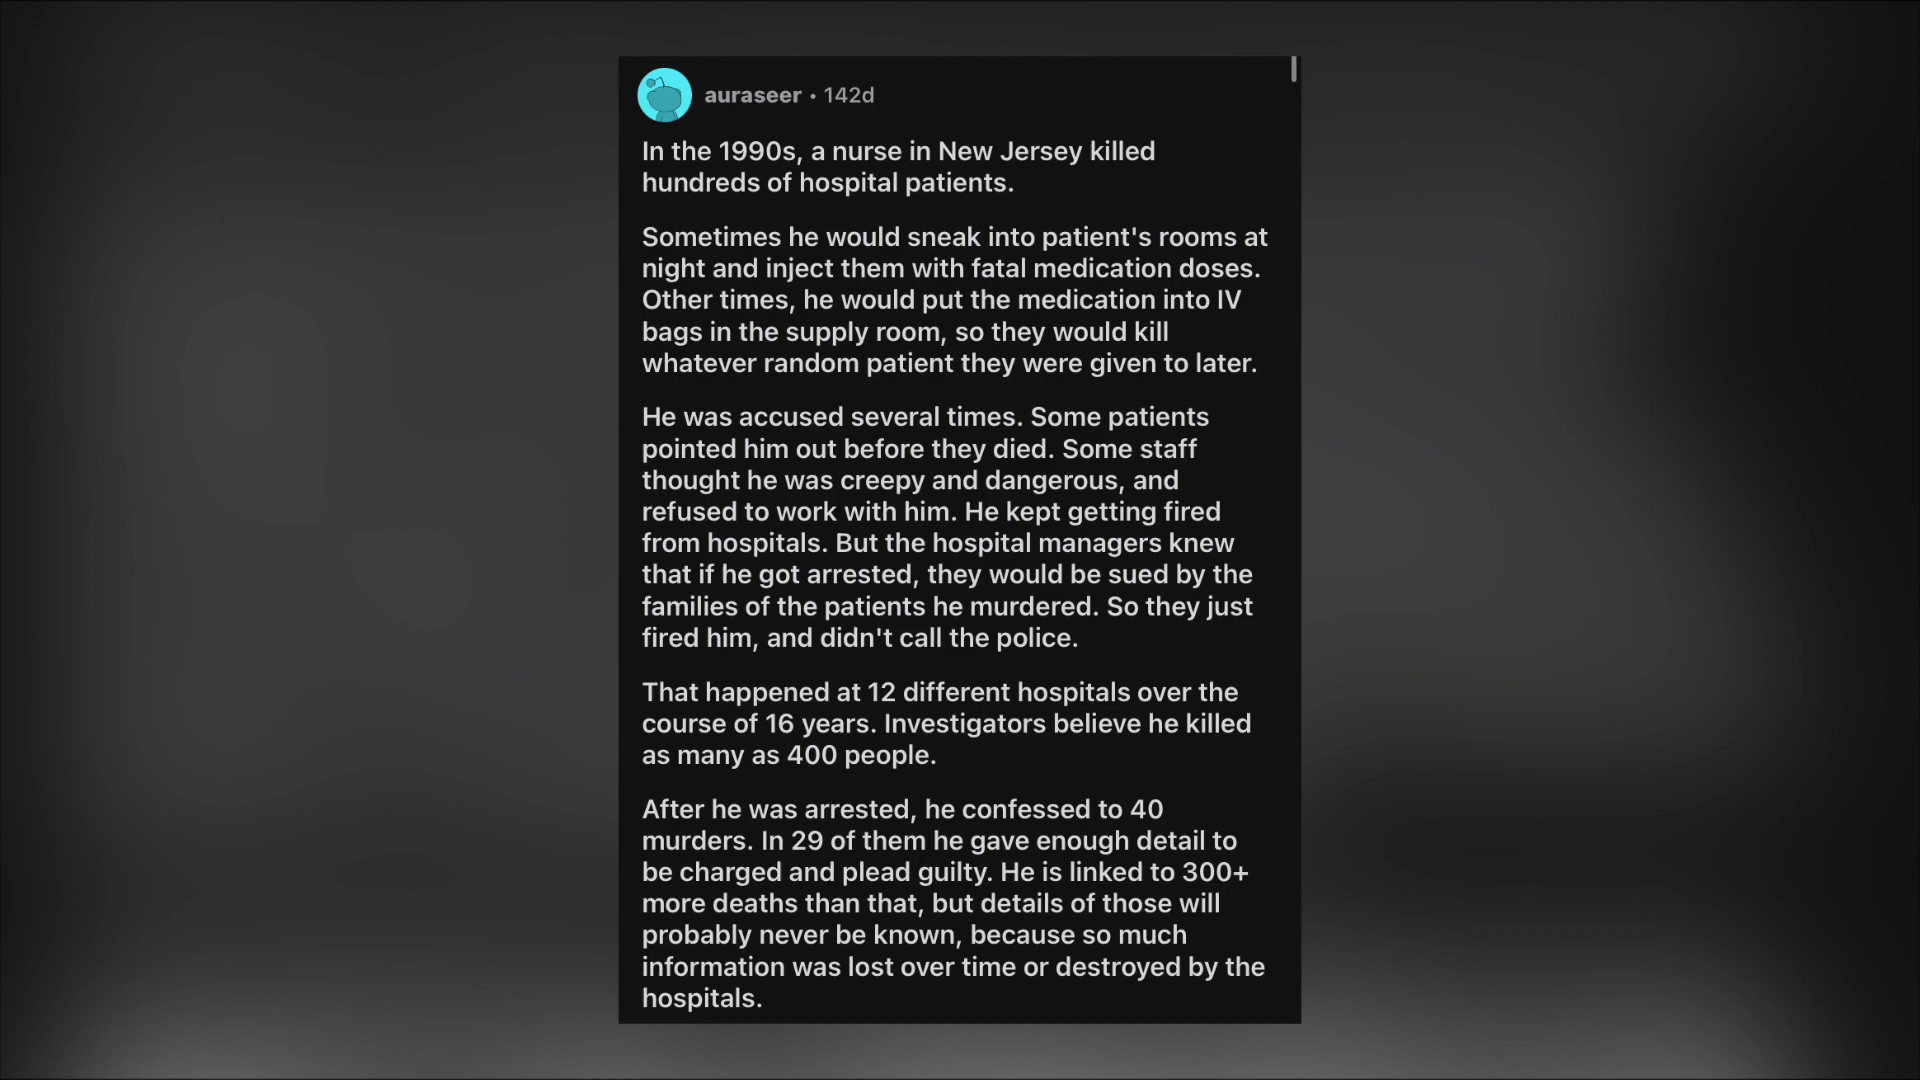 auraseer • 142d
In the 1990s, a nurse in New Jersey killed
hundreds of hospital patients.
Sometimes he would sneak into patient's rooms at
night and inject them with fatal medication doses.
Other times, he would put the medication into IV
bags in the supply room, so they would kill
whatever random patient they were given to later.
He was accused several times. Some patients
pointed him out before they died. Some staff
thought he was creepy and dangerous, and
refused to work with him. He kept getting fired
from hospitals. But the hospital managers knew
that if he got arrested, they would be sued by the
families of the patients he murdered. So they just
fired him, and didn't call the police.
That happened at 12 different hospitals over the
course of 16 years. Investigators believe he killed
as many as 400 people.
After he was arrested, he confessed to 40
murders. In 29 of them he gave enough detail to
be charged and plead guilty. He is linked to 300+
more deaths than that, but details of those will
probably never be known, because so much
information was lost over time or destroyed by the
hospitals.